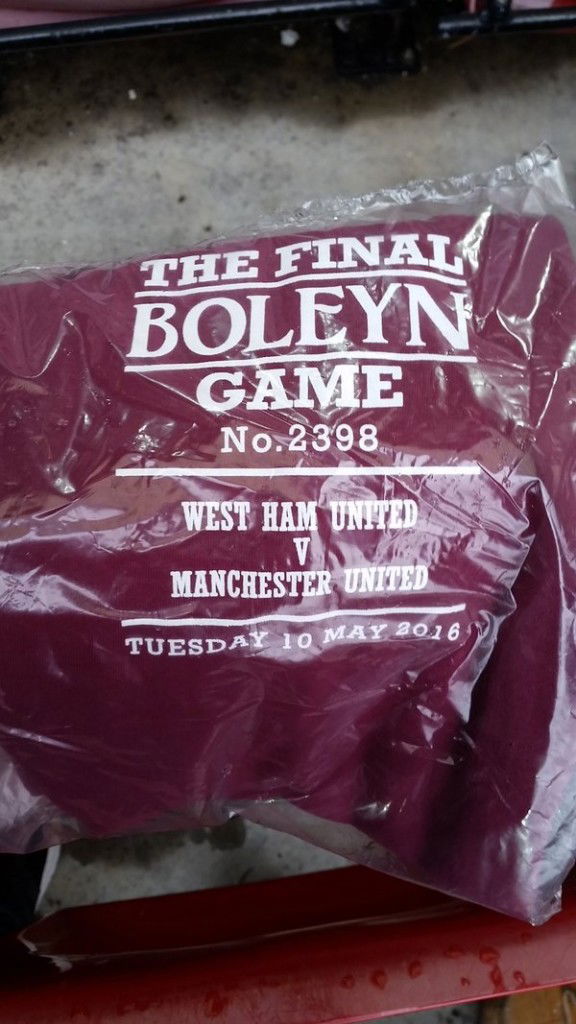 THE FINAL
BOLEYN
GAME
No.2398
WEST HAM UNITED
V
MANCHESTER UNITED
TUESDAY 10 MAY 2016